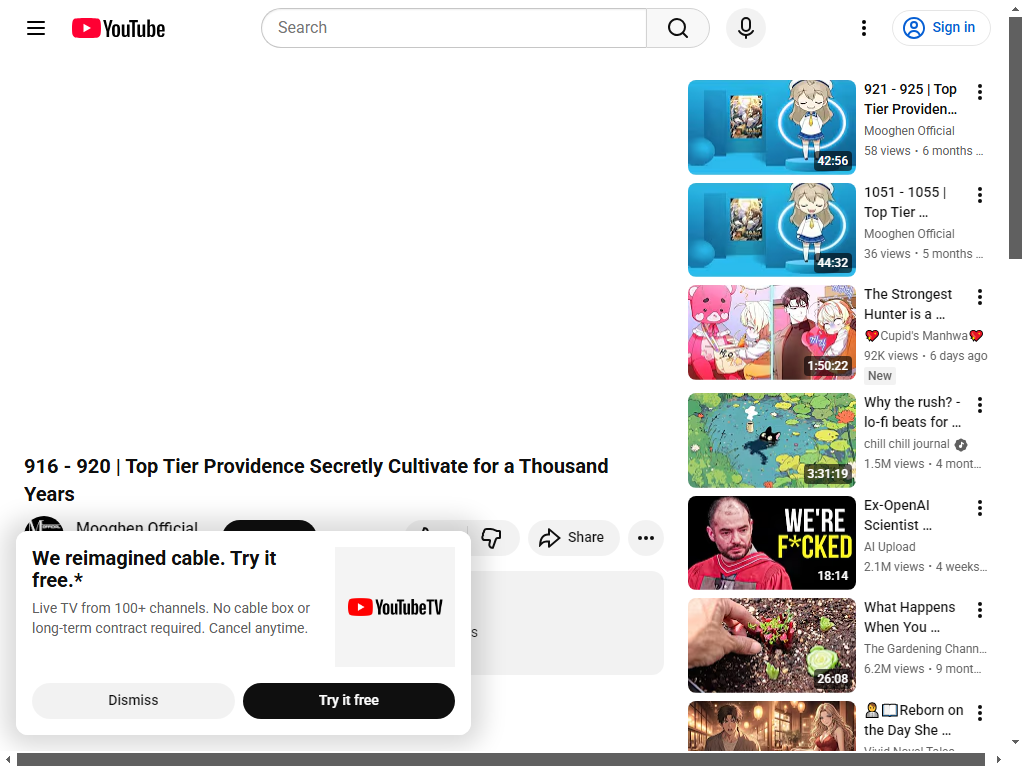 YouTube
Search
Sign in
916 - 920 | Top Tier Providence Secretly Cultivate for a Thousand
Years
Mooghen Official
Share
We reimagined cable. Try it
free.*
Live TV from 100+ channels. No cable box or
long-term contract required. Cancel anytime.
YouTubeTV
Dismiss
Try it free
s
42:56
921 - 925 | Top
Tier Providen…
Mooghen Official
58 views • 6 months …
44:32
1051 - 1055 |
Top Tier …
Mooghen Official
36 views • 5 months …
1:50:22
The Strongest
Hunter is a …
💖Cupid's Manhwa💖
92K views • 6 days ago
New
3:31:19
Why the rush? -
lo-fi beats for …
chill chill journal
1.5M views • 4 mont…
WE'RE
F*CKED
18:14
Ex-OpenAI
Scientist …
AI Upload
2.1M views • 4 weeks…
26:08
What Happens
When You …
The Gardening Chann…
6.2M views • 9 mont…
👩‍💼📖Reborn on
the Day She …
Vivid Novel Tales